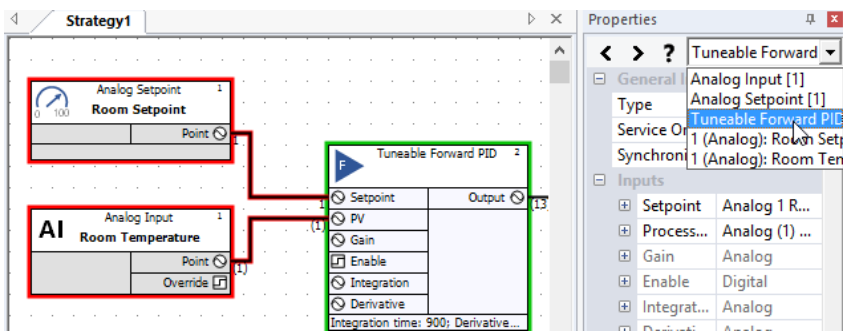 Strategy1
Analog Setpoint 1
0 100
Room Setpoint
Point
1
Analog Input 1
AI Room Temperature
Point
(1)
Override
Tuneable Forward PID 2
F
1 Setpoint Output
(13
(1) PV
Gain
Enable
Integration
Derivative
Integration time: 900; Derivative...
Properties
? Tuneable Forward
General
Analog Input [1]
Analog Setpoint [1]
Type
Tuneable Forward PID
Service
1 (Analog): Room Setp
Synchroni
1 (Analog): Room Ten
Inputs
Setpoint Analog 1 R...
Process... Analog (1) ...
Gain Analog
Enable Digital
Integrat... Analog
Derivati... Analog